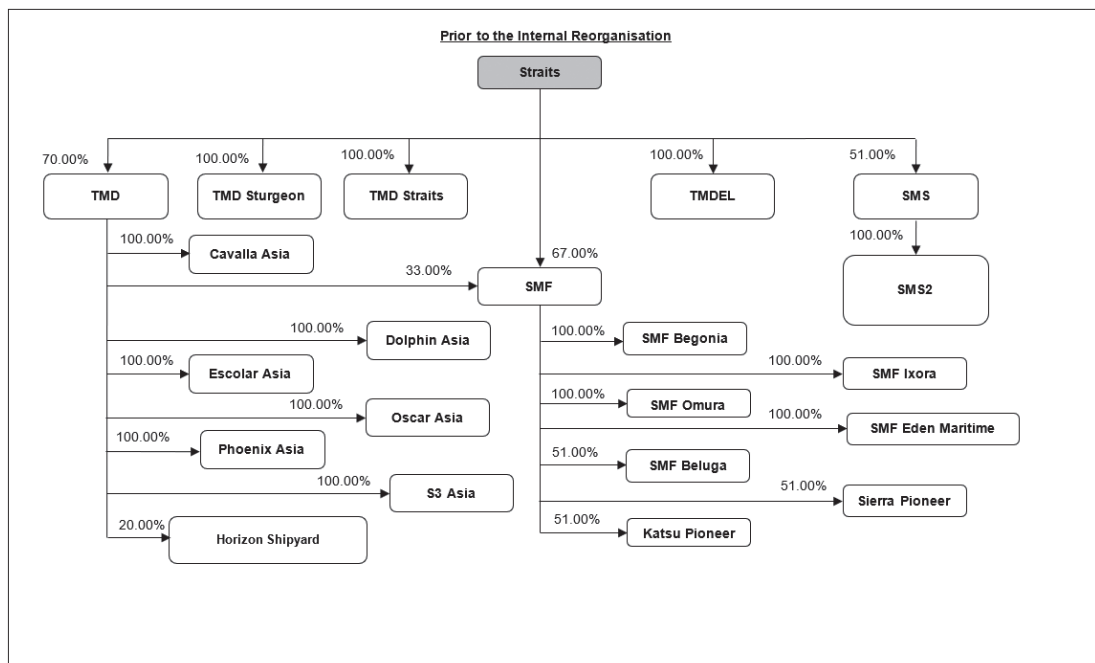 Prior to the Internal Reorganisation
Straits
70.00%
100.00%
100.00%
100.00%
51.00%
TMD
TMD Sturgeon
TMD Straits
TMDEL
SMS
100.00%
Cavalla Asia
100.00%
SMS2
33.00%
67.00%
SMF
100.00%
Dolphin Asia
100.00%
Escolar Asia
100.00%
Oscar Asia
100.00%
Phoenix Asia
100.00%
S3 Asia
20.00%
Horizon Shipyard
100.00%
SMF Begonia
100.00%
SMF Ixora
100.00%
SMF Omura
100.00%
SMF Eden Maritime
51.00%
SMF Beluga
51.00%
Sierra Pioneer
51.00%
Katsu Pioneer